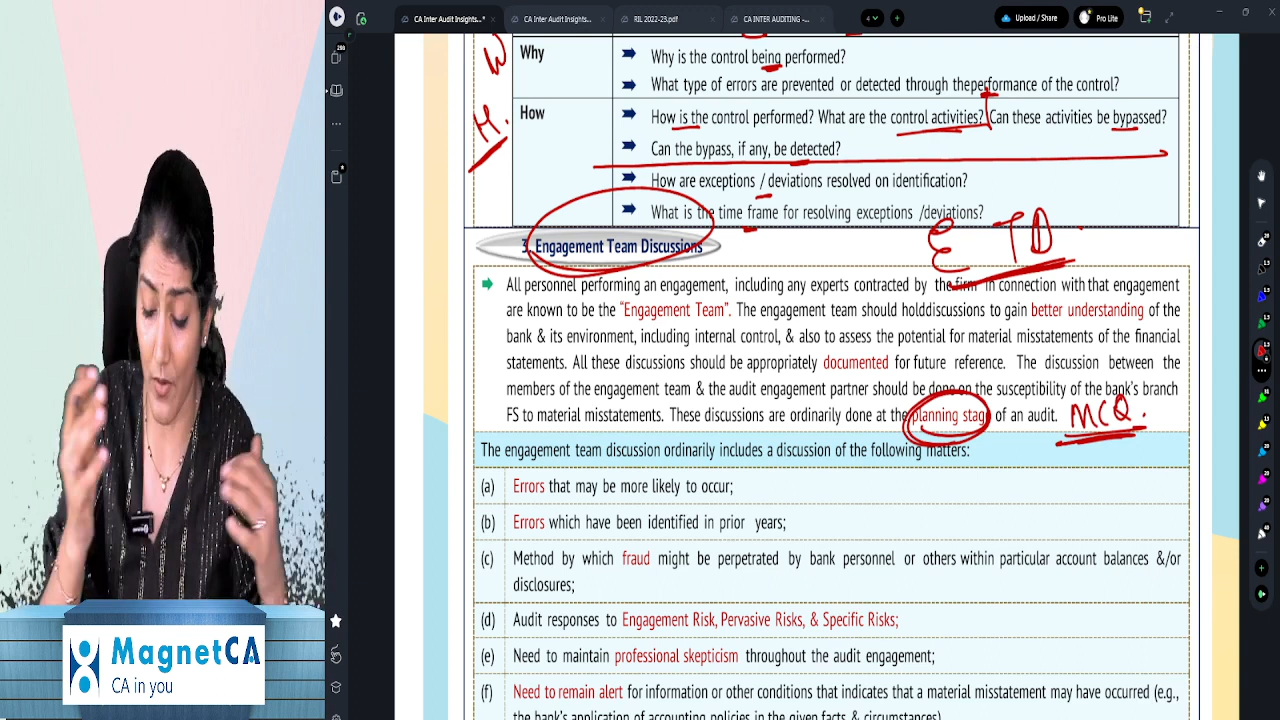 CA Inter Audit Insights...*
CA Inter Audit Insights...
RIL 2022-23.pdf
CA INTER AUDITING -...
4
Upload / Share
Pro Lite
W
Why
Why is the control being performed?
What type of errors are prevented or detected through theperformance of the control?
H.
How
How is the control performed? What are the control activities? Can these activities be bypassed?
Can the bypass, if any, be detected?
How are exceptions / deviations resolved on identification?
What is the time frame for resolving exceptions /deviations?
3. Engagement Team Discussions
E T D
All personnel performing an engagement, including any experts contracted by the firm in connection with that engagement
are known to be the "Engagement Team". The engagement team should holddiscussions to gain better understanding of the
bank & its environment, including internal control, & also to assess the potential for material misstatements of the financial
statements. All these discussions should be appropriately documented for future reference. The discussion between the
members of the engagement team & the audit engagement partner should be done on the susceptibility of the bank's branch
FS to material misstatements. These discussions are ordinarily done at the planning stage of an audit.
MCQ.
The engagement team discussion ordinarily includes a discussion of the following matters:
(a) Errors that may be more likely to occur;
(b) Errors which have been identified in prior years;
(c) Method by which fraud might be perpetrated by bank personnel or others within particular account balances &/or
disclosures;
(d) Audit responses to Engagement Risk, Pervasive Risks, & Specific Risks;
(e) Need to maintain professional skepticism throughout the audit engagement;
(f) Need to remain alert for information or other conditions that indicates that a material misstatement may have occurred (e.g.,
the bank's application of accounting policies in the given facts & circumstances)
MagnetCA
CA in you